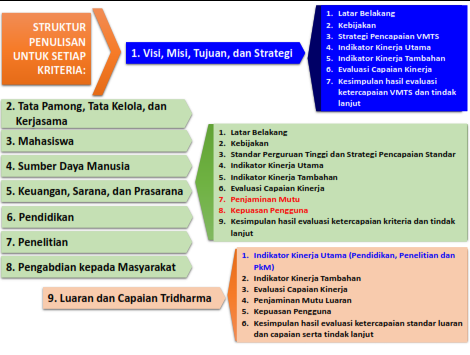 STRUKTUR
PENULISAN
UNTUK SETIAP
KRITERIA:
1. Visi, Misi, Tujuan, dan Strategi
1. Latar Belakang
2. Kebijakan
3. Strategi Pencapaian VMTS
4. Indikator Kinerja Utama
5. Indikator Kinerja Tambahan
6. Evaluasi Capaian Kinerja
7. Kesimpulan hasil evaluasi
ketercapaian VMTS dan tindak
lanjut
2. Tata Pamong, Tata Kelola, dan
Kerjasama
3. Mahasiswa
4. Sumber Daya Manusia
5. Keuangan, Sarana, dan Prasarana
6. Pendidikan
7. Penelitian
8. Pengabdian kepada Masyarakat
1. Latar Belakang
2. Kebijakan
3. Standar Perguruan Tinggi dan Strategi Pencapaian Standar
4. Indikator Kinerja Utama
5. Indikator Kinerja Tambahan
6. Evaluasi Capaian Kinerja
7. Penjaminan Mutu
8. Kepuasan Pengguna
9. Kesimpulan hasil evaluasi ketercapaian kriteria dan tindak
lanjut
9. Luaran dan Capaian Tridharma
1. Indikator Kinerja Utama (Pendidikan, Penelitian dan
PkM)
2. Indikator Kinerja Tambahan
3. Evaluasi Capaian Kinerja
4. Penjaminan Mutu Luaran
5. Kepuasan Pengguna
6. Kesimpulan hasil evaluasi ketercapaian standar luaran
dan capaian serta tindak lanjut